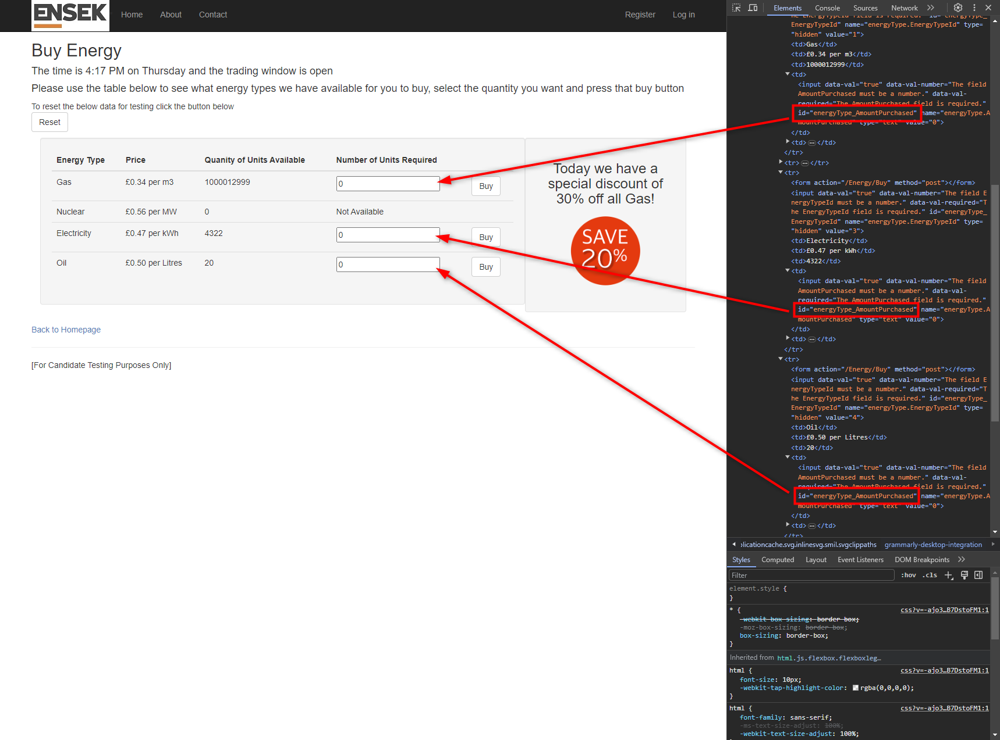 ENSEK
Home About Contact Register Log in
Buy Energy
The time is 4:17 PM on Thursday and the trading window is open
Please use the table below to see what energy types we have available for you to buy, select the quantity you want and press that buy button
To reset the below data for testing click the button below
Reset
Energy Type Price Quanity of Units Available Number of Units Required
Gas £0.34 per m3 1000012999 0 Buy
Nuclear £0.56 per MW 0 Not Available
Electricity £0.47 per kWh 4322 0 Buy
Oil £0.50 per Litres 20 0 Buy
Today we have a
special discount of
30% off all Gas!
SAVE
20%
Back to Homepage
[For Candidate Testing Purposes Only]
Elements Console Sources Network
he EnergyTypeId field is required." id="energyType_
EnergyTypeId" name="energyType.EnergyTypeId" type=
"hidden" value="1">
<td>Gas</td>
<td>£0.34 per m3</td>
<td>1000012999</td>
<td>
<input data-val="true" data-val-number="The field
AmountPurchased must be a number." data-val-
required="The AmountPurchased field is required."
id="energyType_AmountPurchased" name="energyType.A
mountPurchased" type="text" value="0">
</td>
<td>…</td>
</tr>
<tr>…</tr>
<tr>
<form action="/Energy/Buy" method="post"></form>
<input data-val="true" data-val-number="The field E
nergyTypeId must be a number." data-val-required="T
he EnergyTypeId field is required." id="energyType_
EnergyTypeId" name="energyType.EnergyTypeId" type=
"hidden" value="3">
<td>Electricity</td>
<td>£0.47 per kWh</td>
<td>4322</td>
<td>
<input data-val="true" data-val-number="The field
AmountPurchased must be a number." data-val-
required="The AmountPurchased field is required."
id="energyType_AmountPurchased" name="energyType.A
mountPurchased" type="text" value="0">
</td>
<td>…</td>
</tr>
<tr>
<form action="/Energy/Buy" method="post"></form>
<input data-val="true" data-val-number="The field E
nergyTypeId must be a number." data-val-required="T
he EnergyTypeId field is required." id="energyType_
EnergyTypeId" name="energyType.EnergyTypeId" type=
"hidden" value="4">
<td>Oil</td>
<td>£0.50 per Litres</td>
<td>20</td>
<td>
<input data-val="true" data-val-number="The field
AmountPurchased must be a number." data-val-
required="The AmountPurchased field is required."
id="energyType_AmountPurchased" name="energyType.A
mountPurchased" type="text" value="0">
</td>
<td>…</td>
</tr>
plicationcache.svg.inlinesvg.smil.svgclippaths grammarly-desktop-integration
Styles Computed Layout Event Listeners DOM Breakpoints
Filter :hov .cls
element.style {
}
* { css?v=-ajo3…B7DstoFM1:1
-webkit-box-sizing: border-box;
-moz-box-sizing: border-box;
box-sizing: border-box;
}
Inherited from html.js.flexbox.flexboxleg…
html { css?v=-ajo3…B7DstoFM1:1
font-size: 10px;
-webkit-tap-highlight-color: rgba(0,0,0,0);
}
html { css?v=-ajo3…B7DstoFM1:1
font-family: sans-serif;
-ms-text-size-adjust: 100%;
-webkit-text-size-adjust: 100%;